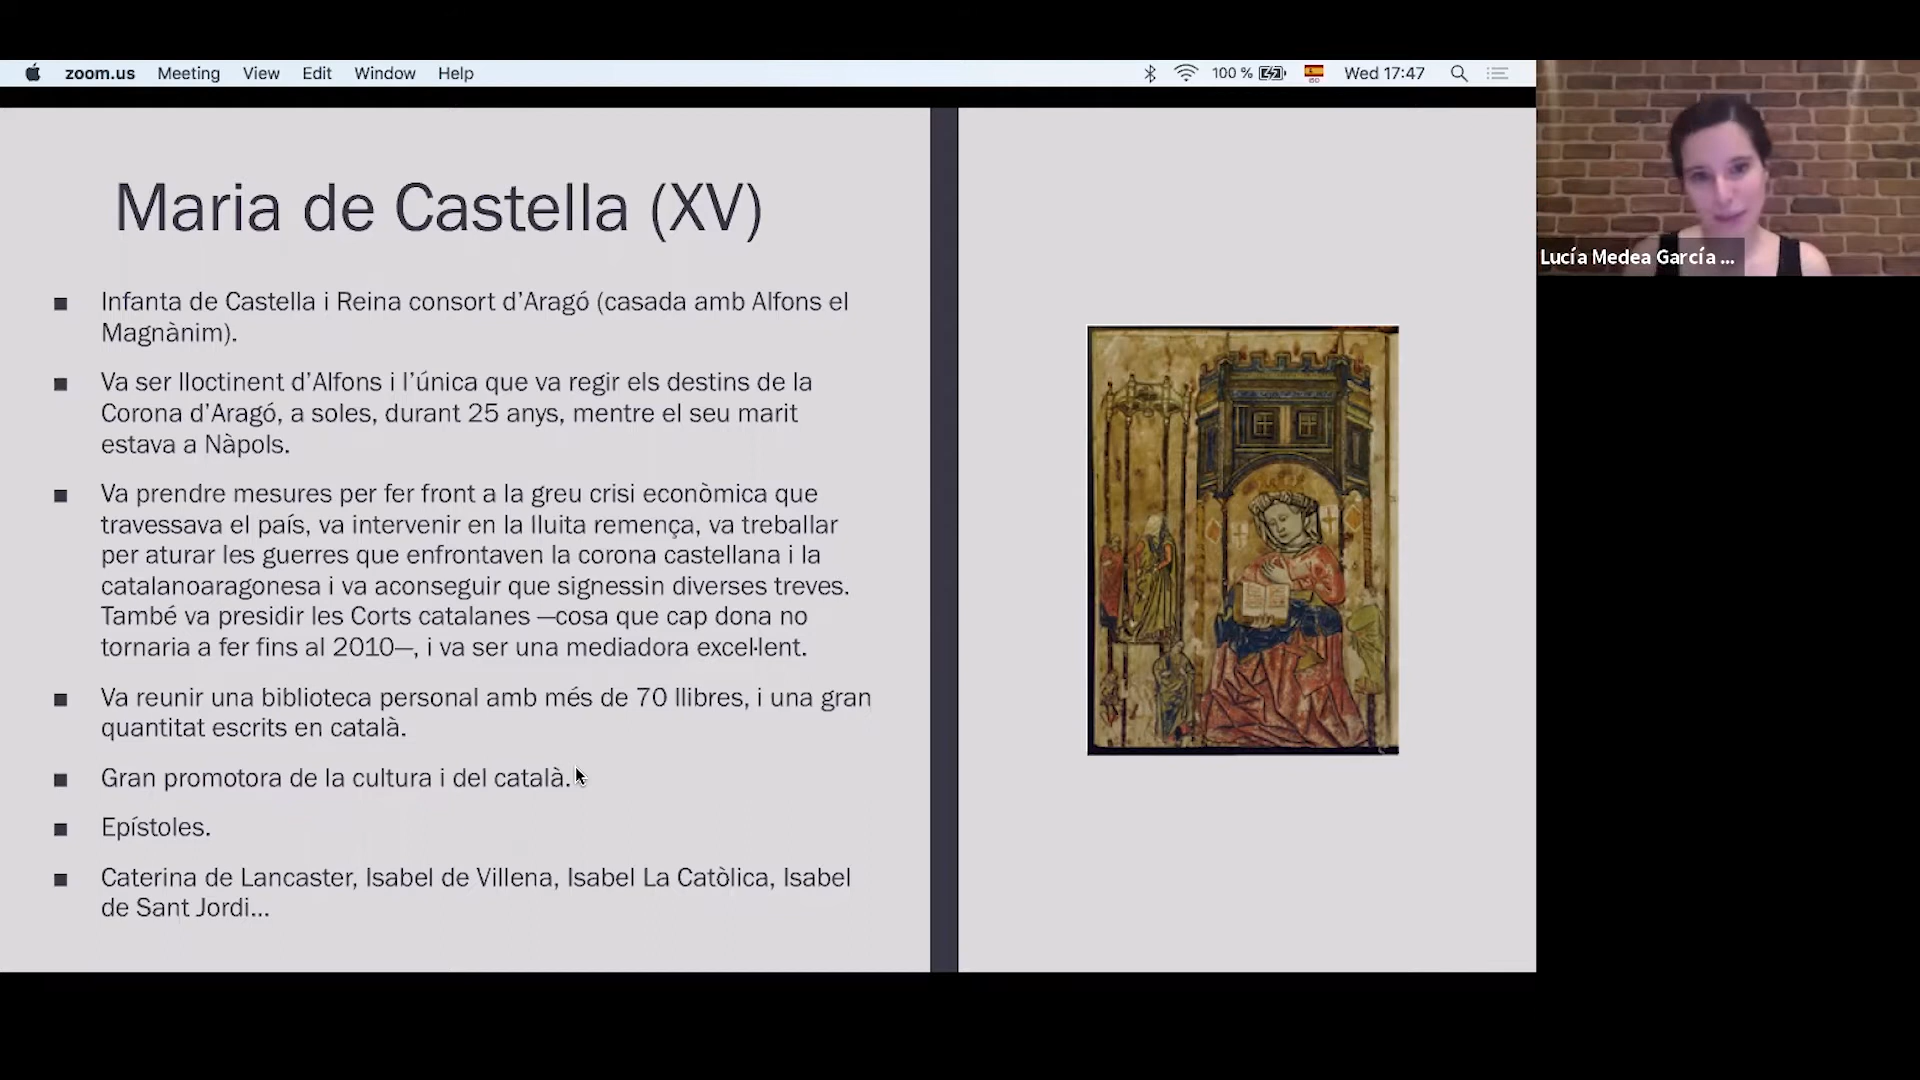 zoom.us Meeting View Edit Window Help 100 % ISO Wed 17:47
Maria de Castella (XV)
■ Infanta de Castella i Reina consort d’Aragó (casada amb Alfons el
Magnànim).
■ Va ser lloctinent d’Alfons i l’única que va regir els destins de la
Corona d’Aragó, a soles, durant 25 anys, mentre el seu marit
estava a Nàpols.
■ Va prendre mesures per fer front a la greu crisi econòmica que
travessava el país, va intervenir en la lluita remença, va treballar
per aturar les guerres que enfrontaven la corona castellana i la
catalanoaragonesa i va aconseguir que signessin diverses treves.
També va presidir les Corts catalanes —cosa que cap dona no
tornaria a fer fins al 2010—, i va ser una mediadora excel·lent.
■ Va reunir una biblioteca personal amb més de 70 llibres, i una gran
quantitat escrits en català.
■ Gran promotora de la cultura i del català.
■ Epístoles.
■ Caterina de Lancaster, Isabel de Villena, Isabel La Catòlica, Isabel
de Sant Jordi...
Lucía Medea García ...